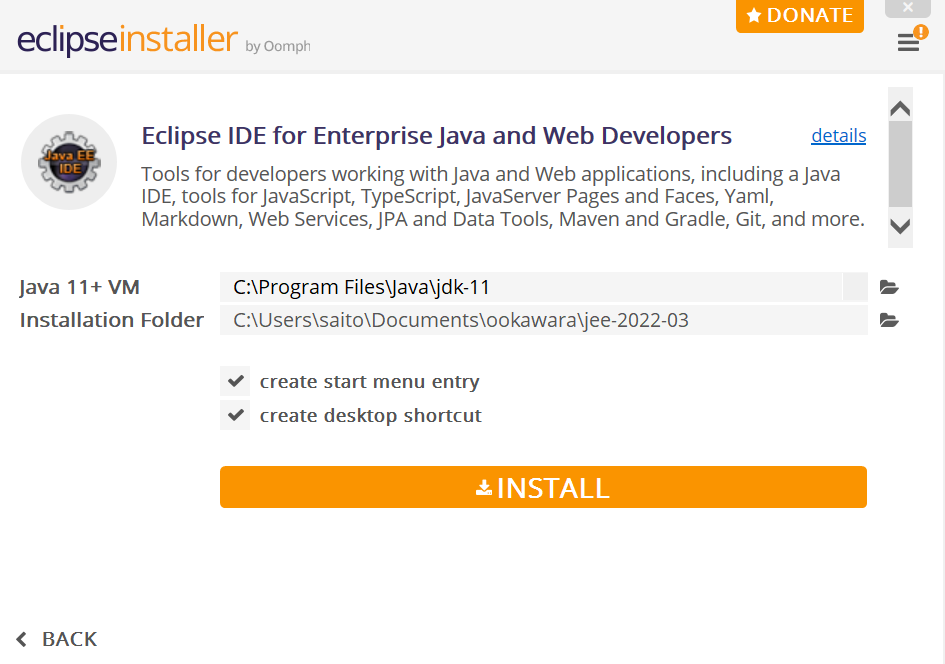 DONATE
eclipseinstaller by Oomph
Java EE
IDE
Eclipse IDE for Enterprise Java and Web Developers
details
Tools for developers working with Java and Web applications, including a Java
IDE, tools for JavaScript, TypeScript, JavaServer Pages and Faces, Yaml,
Markdown, Web Services, JPA and Data Tools, Maven and Gradle, Git, and more.
Java 11+ VM
C:\Program Files\Java\jdk-11
Installation Folder
C:\Users\saito\Documents\ookawara\jee-2022-03
create start menu entry
create desktop shortcut
INSTALL
BACK